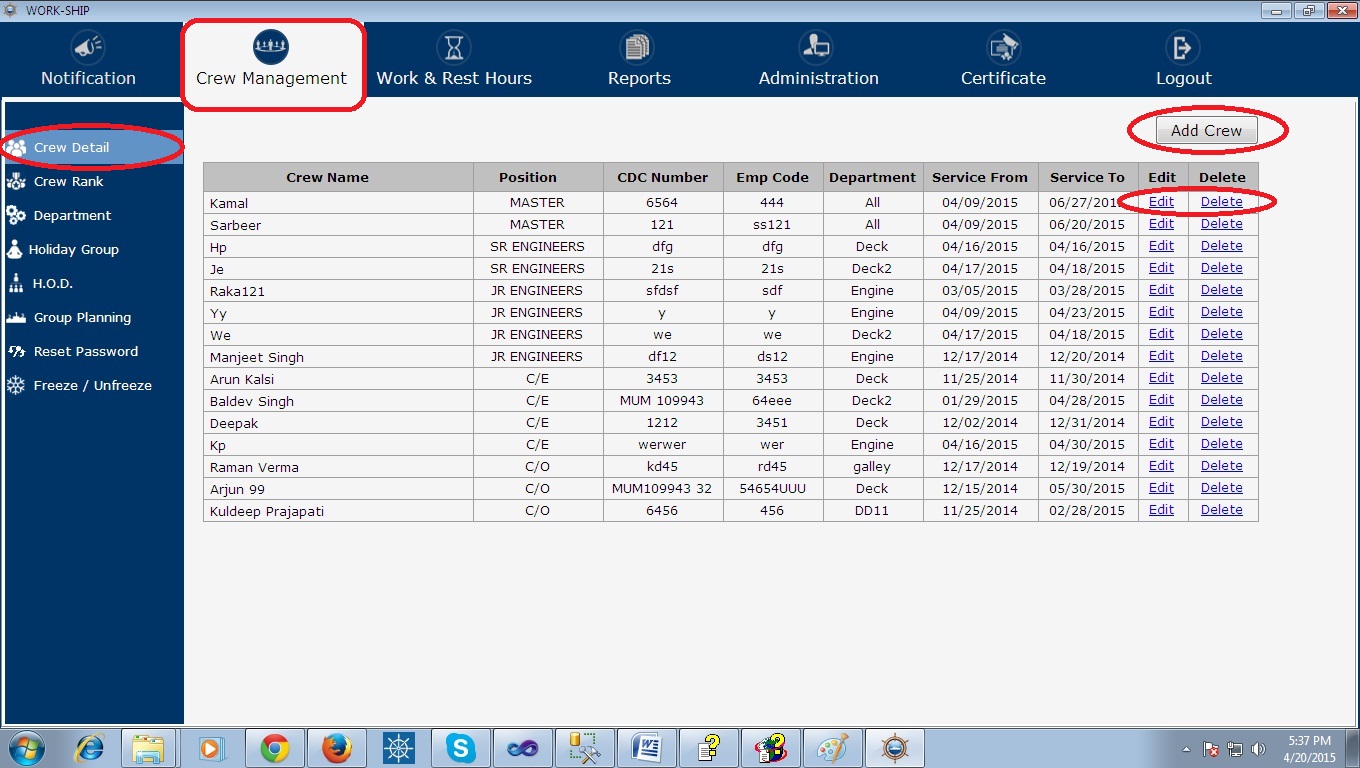 WORK-SHIP
Notification Crew Management Work & Rest Hours Reports Administration Certificate Logout
Add Crew
Crew Detail
Crew Rank
Department
Holiday Group
H.O.D.
Group Planning
Reset Password
Freeze / Unfreeze
Crew Name Position CDC Number Emp Code Department Service From Service To Edit Delete
Kamal MASTER 6564 444 All 04/09/2015 06/27/2015 Edit Delete
Sarbeer MASTER 121 ss121 All 04/09/2015 06/20/2015 Edit Delete
Hp SR ENGINEERS dfg dfg Deck 04/16/2015 04/16/2015 Edit Delete
Je SR ENGINEERS 21s 21s Deck2 04/17/2015 04/18/2015 Edit Delete
Raka121 JR ENGINEERS sfdsf sdf Engine 03/05/2015 03/28/2015 Edit Delete
Yy JR ENGINEERS y y Engine 04/09/2015 04/23/2015 Edit Delete
We JR ENGINEERS we we Deck2 04/17/2015 04/18/2015 Edit Delete
Manjeet Singh JR ENGINEERS df12 ds12 Engine 12/17/2014 12/20/2014 Edit Delete
Arun Kalsi C/E 3453 3453 Deck 11/25/2014 11/30/2014 Edit Delete
Baldev Singh C/E MUM 109943 64eee Deck2 01/29/2015 04/28/2015 Edit Delete
Deepak C/E 1212 3451 Deck 12/02/2014 12/31/2014 Edit Delete
Kp C/E werwer wer Engine 04/16/2015 04/30/2015 Edit Delete
Raman Verma C/O kd45 rd45 galley 12/17/2014 12/19/2014 Edit Delete
Arjun 99 C/O MUM109943 32 54654UUU Deck 12/15/2014 05/30/2015 Edit Delete
Kuldeep Prajapati C/O 6456 456 DD11 11/25/2014 02/28/2015 Edit Delete
5:37 PM
4/20/2015